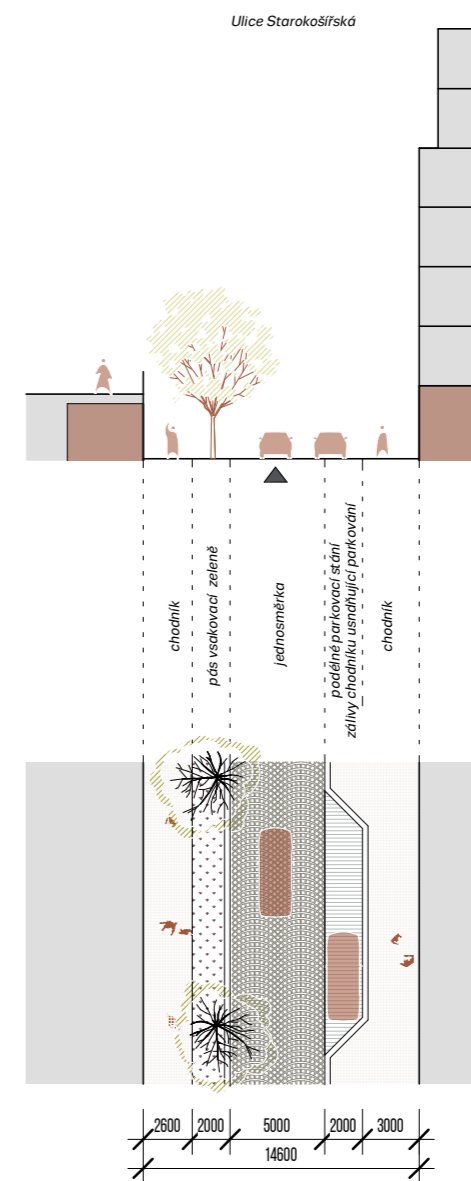 Ulice Starokošířská
chodník
pás vsakovací zeleně
jednosměrka
podélné parkovací stání
zálivy chodníku usndňující parkování
chodník
2600 2000 5000 2000 3000
14600